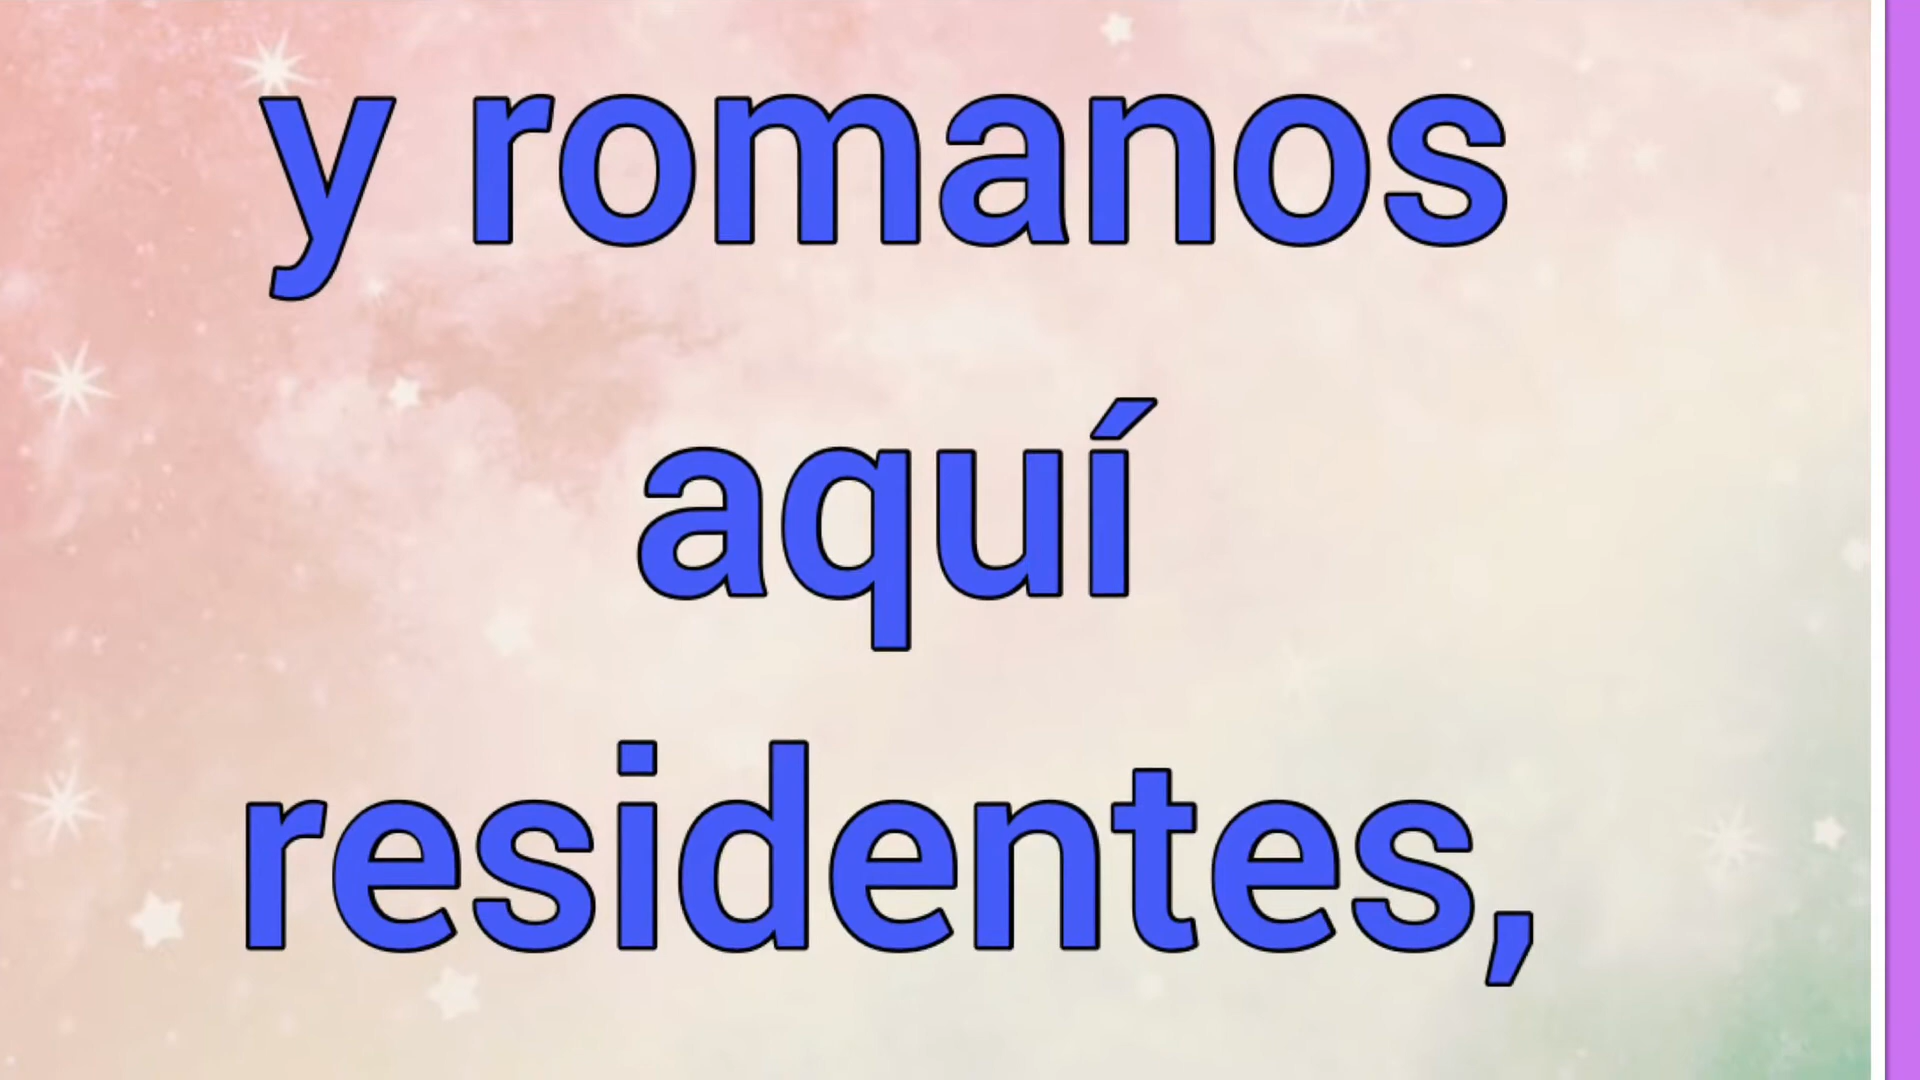 y romanos
aquí
residentes,